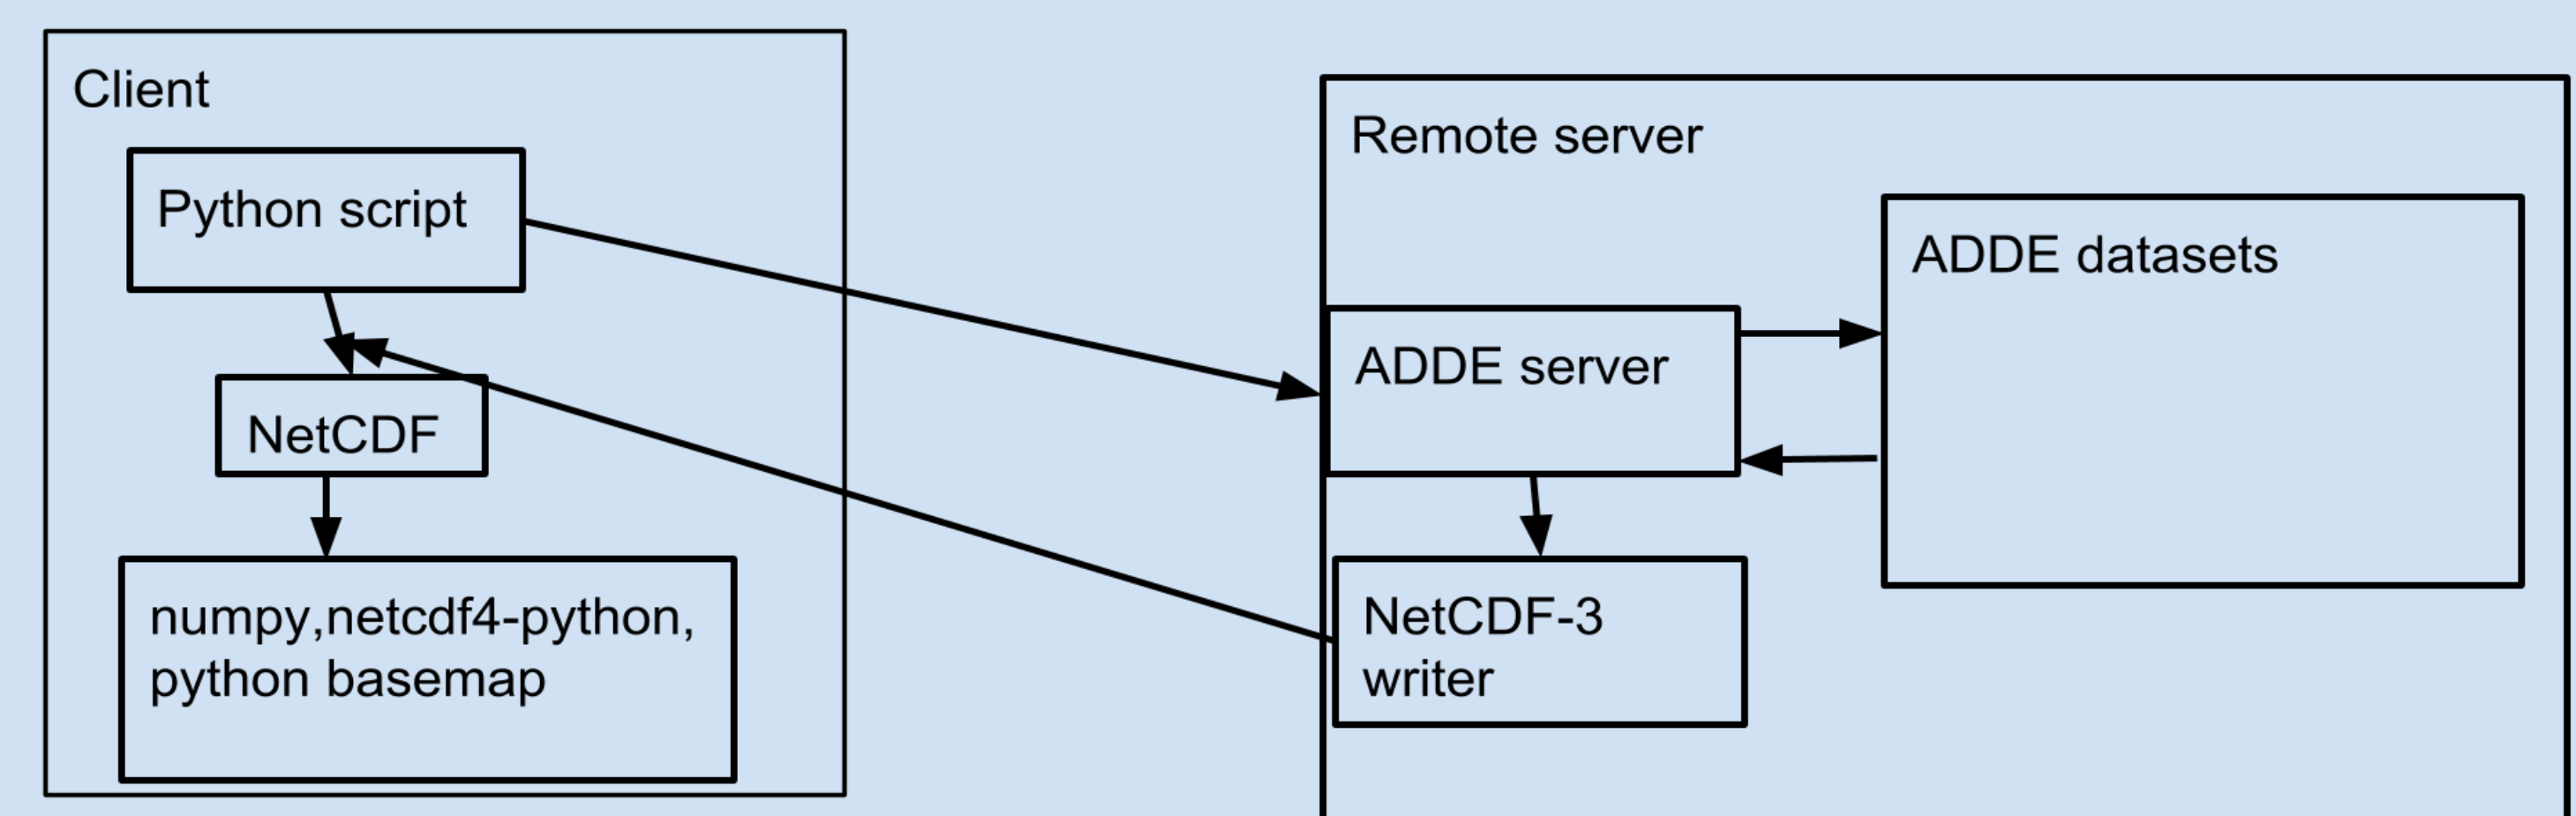 Client
Python script
NetCDF
numpy,netcdf4-python,
python basemap
Remote server
ADDE server
ADDE datasets
NetCDF-3
writer